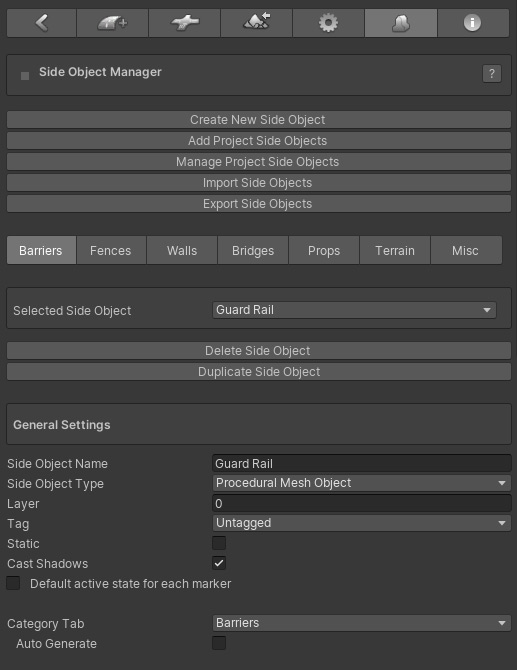 Side Object Manager ?
Create New Side Object
Add Project Side Objects
Manage Project Side Objects
Import Side Objects
Export Side Objects
Barriers Fences Walls Bridges Props Terrain Misc
Selected Side Object Guard Rail
Delete Side Object
Duplicate Side Object
General Settings
Side Object Name Guard Rail
Side Object Type Procedural Mesh Object
Layer 0
Tag Untagged
Static
Cast Shadows
Default active state for each marker
Category Tab Barriers
Auto Generate